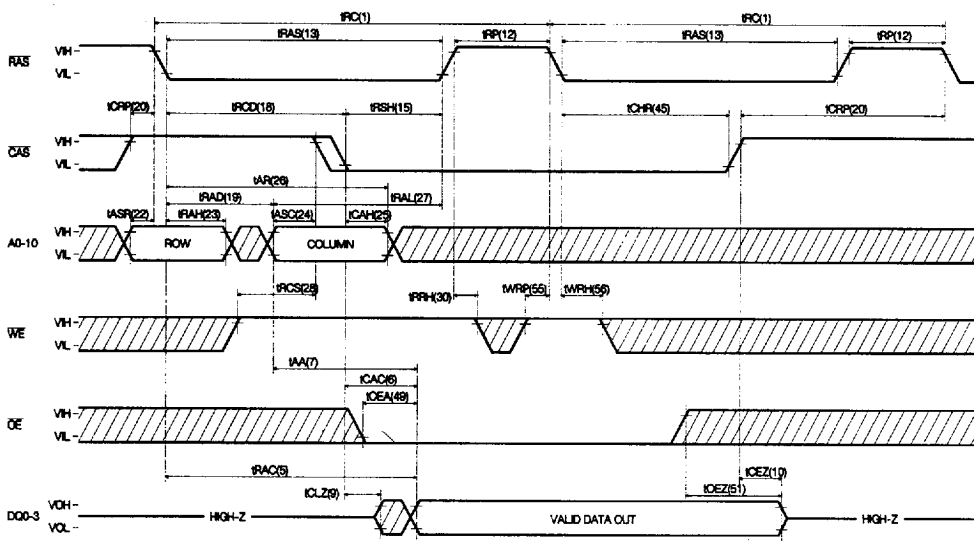 tRC(1) tRC(1)
tRAS(13) tRP(12) tRAS(13) tRP(12)
RAS VIH VIL
tCRP(20) tRCD(18) tRSH(15) tCHR(45) tCRP(20)
CAS VIH VIL
tAR(26)
tRAD(19) tRAL(27)
tASR(22) tRAH(23) tASC(24) tCAH(25)
A0-10 VIH VIL ROW COLUMN
tRCS(28) tRRH(30) tWRP(55) tWRH(56)
WE VIH VIL
tAA(7)
tCAC(6)
tOEA(49)
OE VIH VIL
tRAC(5) tCEZ(10)
tCLZ(9) tOEZ(51)
DQ0-3 VOH VOL HIGH-Z VALID DATA OUT HIGH-Z